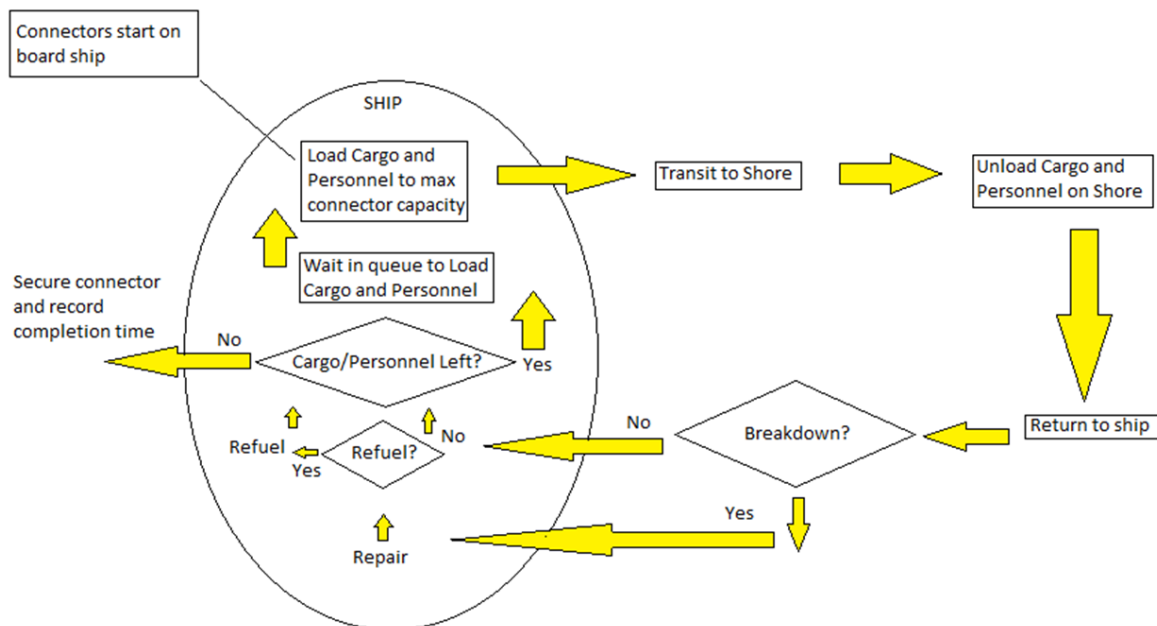 Connectors start on
board ship
SHIP
Load Cargo and
Personnel to max
connector capacity
Transit to Shore
Unload Cargo and
Personnel on Shore
Wait in queue to Load
Cargo and Personnel
Secure connector
and record
completion time
No
Cargo/Personnel Left?
Yes
Return to ship
Breakdown?
No
Yes
Refuel?
No
Yes
Refuel
Repair